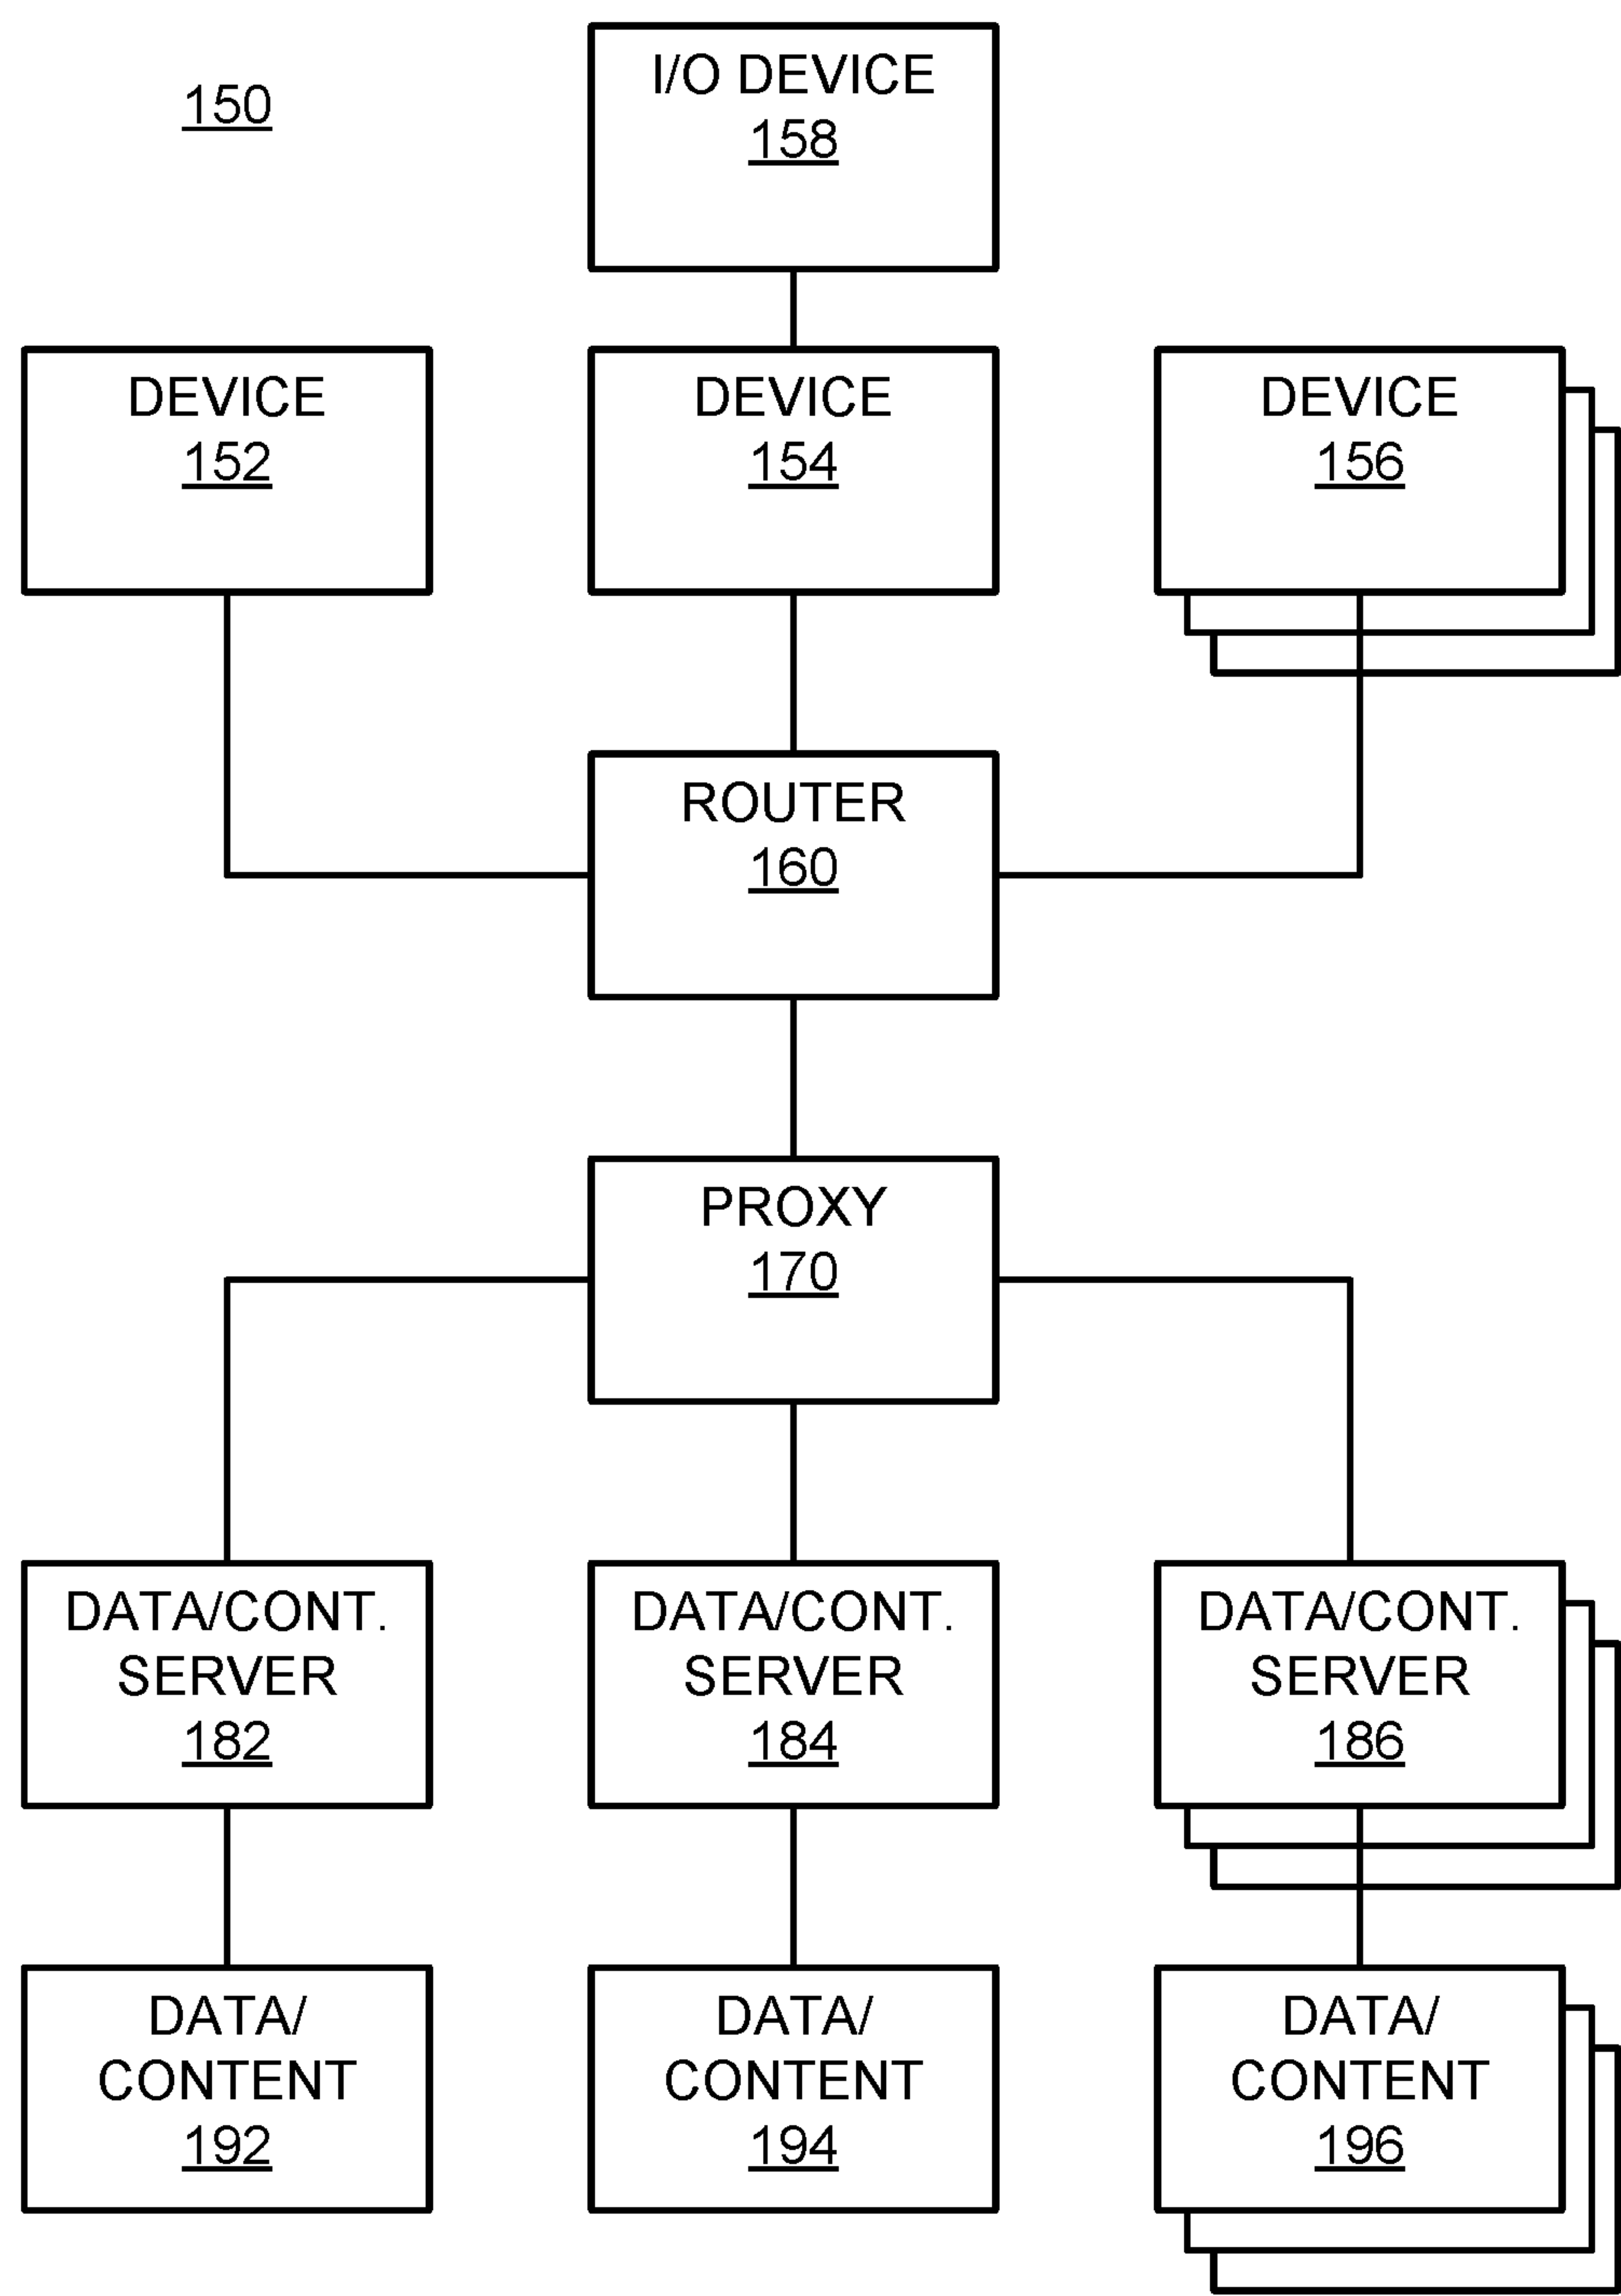 150
I/O DEVICE
158
DEVICE
152
DEVICE
154
DEVICE
156
ROUTER
160
PROXY
170
DATA/CONT.
SERVER
182
DATA/CONT.
SERVER
184
DATA/CONT.
SERVER
186
DATA/
CONTENT
192
DATA/
CONTENT
194
DATA/
CONTENT
196